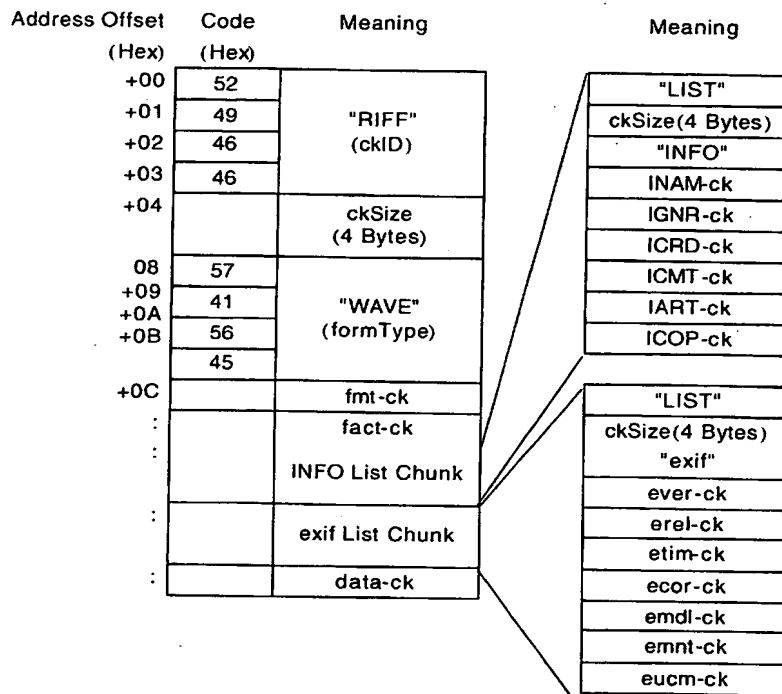 Address Offset Code Meaning
(Hex) (Hex)
+00 52
+01 49 "RIFF"
+02 46 (ckID)
+03 46
+04 ckSize
(4 Bytes)
08 57
+09 41 "WAVE"
+0A (formType)
+0B 56
45
+0C fmt-ck
: fact-ck
:
INFO List Chunk
:
exif List Chunk
: data-ck
Meaning
"LIST"
ckSize(4 Bytes)
"INFO"
INAM-ck
IGNR-ck
ICRD-ck
ICMT-ck
IART-ck
ICOP-ck
"LIST"
ckSize(4 Bytes)
"exif"
ever-ck
erel-ck
etim-ck
ecor-ck
emdl-ck
emnt-ck
eucm-ck